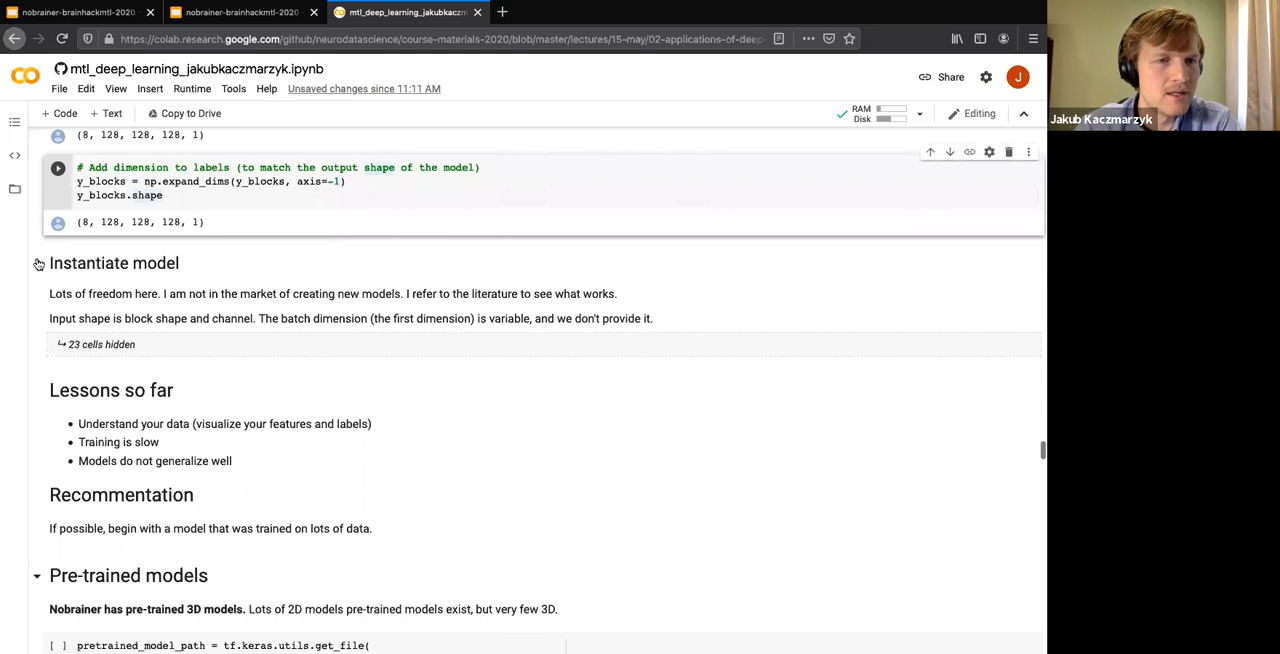 nobrainer-brainhackmtl-2020
nobrainer-brainhackmtl-2020
mtl_deep_learning_jakubkaczm
https://colab.research.google.com/github/neurodatascience/course-materials-2020/blob/master/lectures/15-may/02-applications-of-deep-
mtl_deep_learning_jakubkaczmarzyk.ipynb
Share
J
File Edit View Insert Runtime Tools Help Unsaved changes since 11:11 AM
+ Code + Text Copy to Drive
RAM
Disk
Editing
Jakub Kaczmarzyk
(8, 128, 128, 128, 1)
# Add dimension to labels (to match the output shape of the model)
y_blocks = np.expand_dims(y_blocks, axis=-1)
y_blocks.shape
(8, 128, 128, 128, 1)
Instantiate model
Lots of freedom here. I am not in the market of creating new models. I refer to the literature to see what works.
Input shape is block shape and channel. The batch dimension (the first dimension) is variable, and we don't provide it.
↳ 23 cells hidden
Lessons so far
• Understand your data (visualize your features and labels)
• Training is slow
• Models do not generalize well
Recommentation
If possible, begin with a model that was trained on lots of data.
Pre-trained models
Nobrainer has pre-trained 3D models. Lots of 2D models pre-trained models exist, but very few 3D.
[ ] pretrained_model_path = tf.keras.utils.get_file(